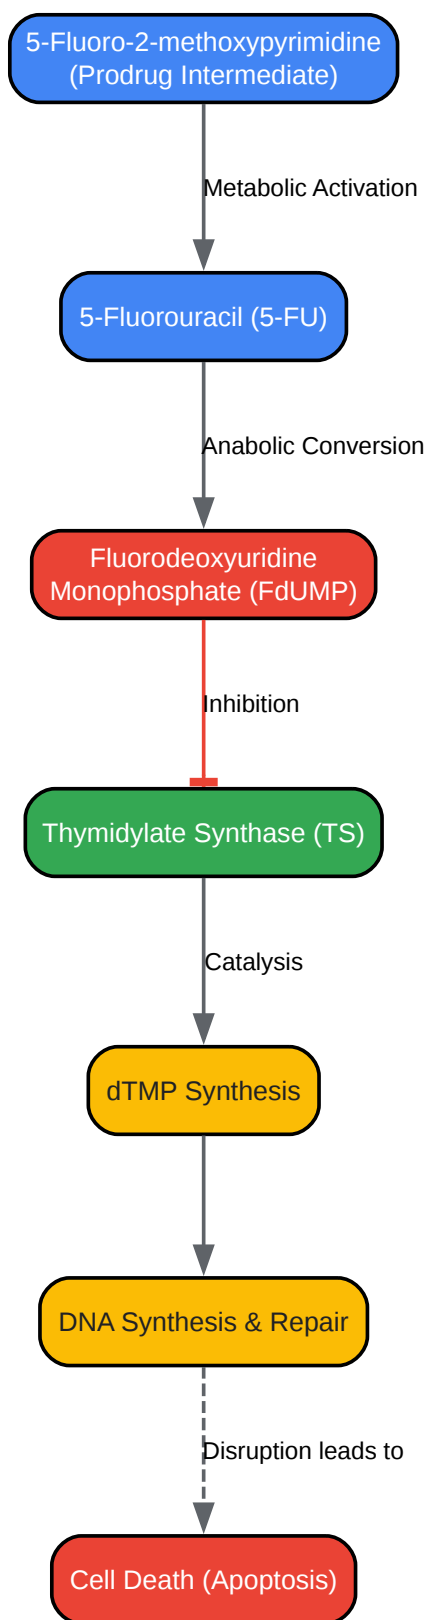 5-Fluoro-2-methoxypyrimidine
(Prodrug Intermediate)
Metabolic Activation
5-Fluorouracil (5-FU)
Anabolic Conversion
Fluorodeoxyuridine
Monophosphate (FdUMP)
Inhibition
Thymidylate Synthase (TS)
Catalysis
dTMP Synthesis
DNA Synthesis & Repair
Disruption leads to
Cell Death (Apoptosis)